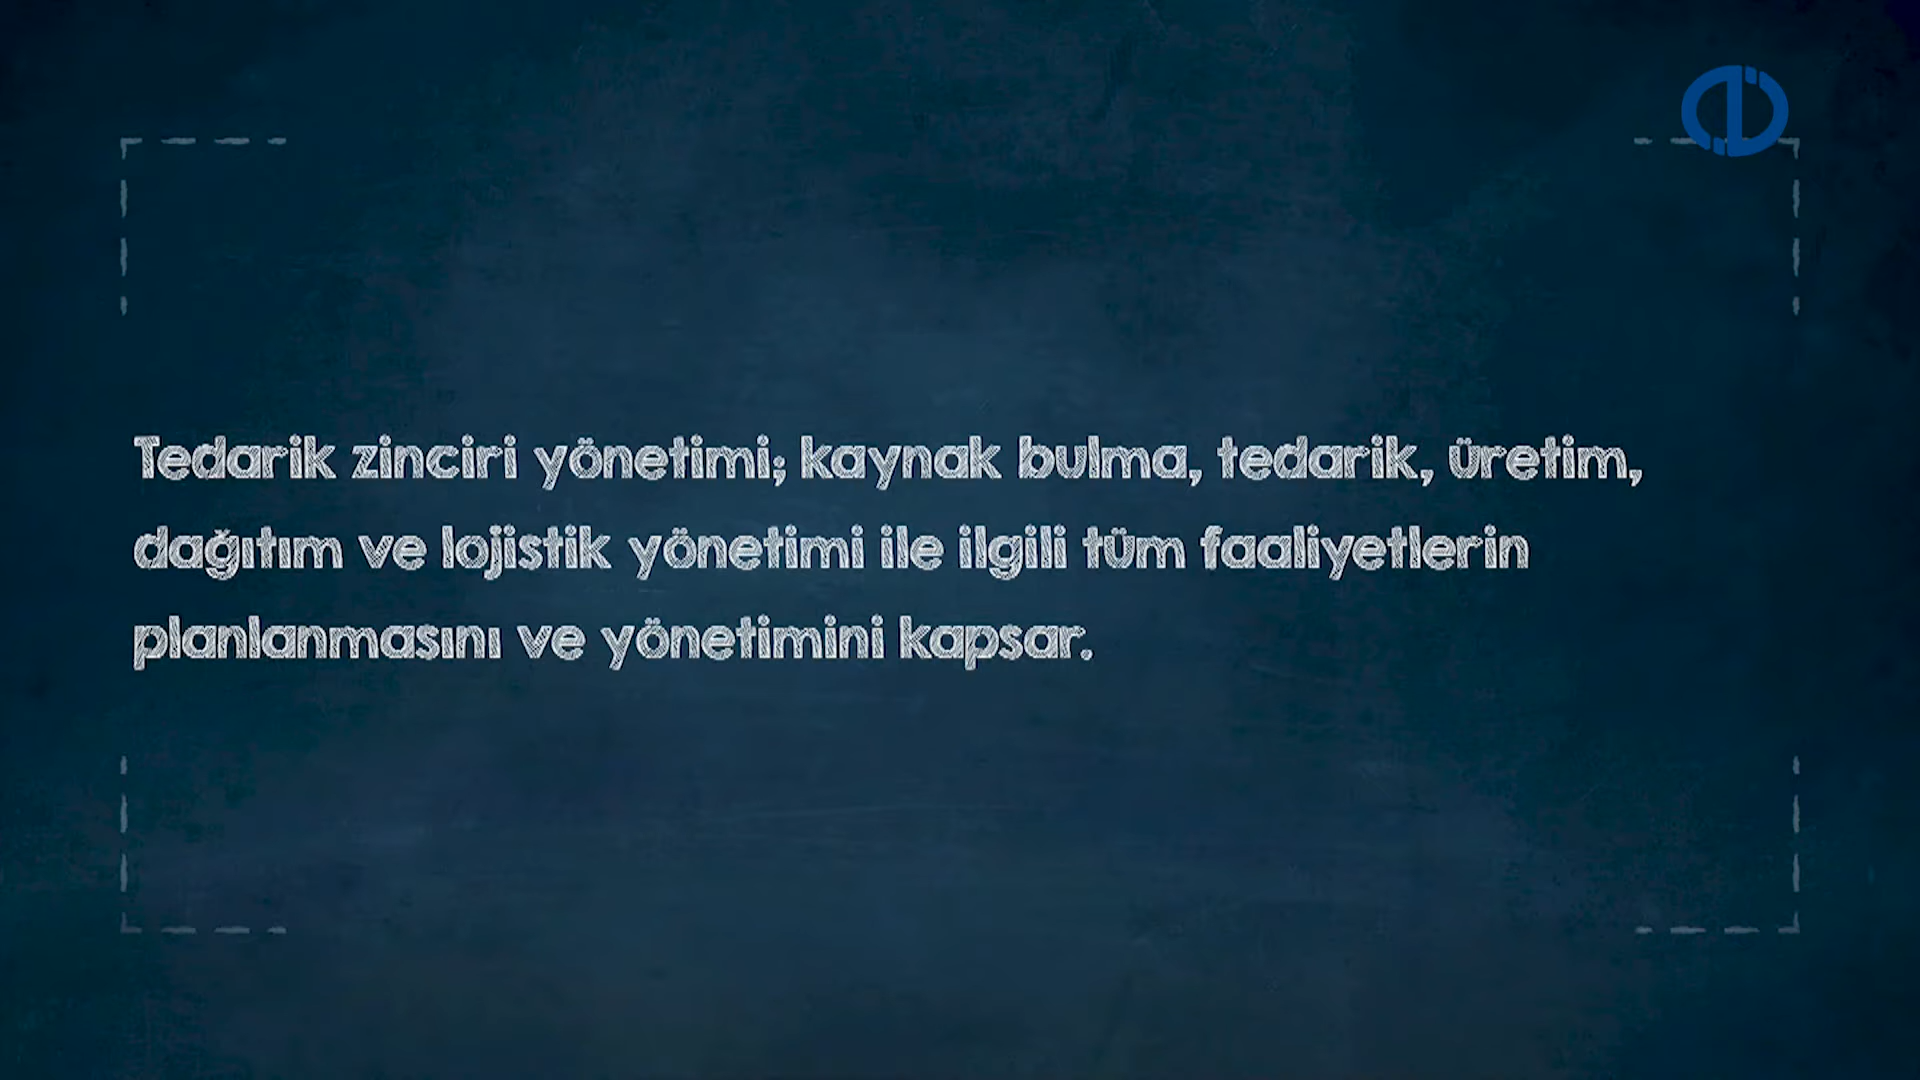 Tedarik zinciri yönetimi; kaynak bulma, tedarik, üretim,
dağıtım ve lojistik yönetimi ile ilgili tüm faaliyetlerin
planlanmasını ve yönetimini kapsar.